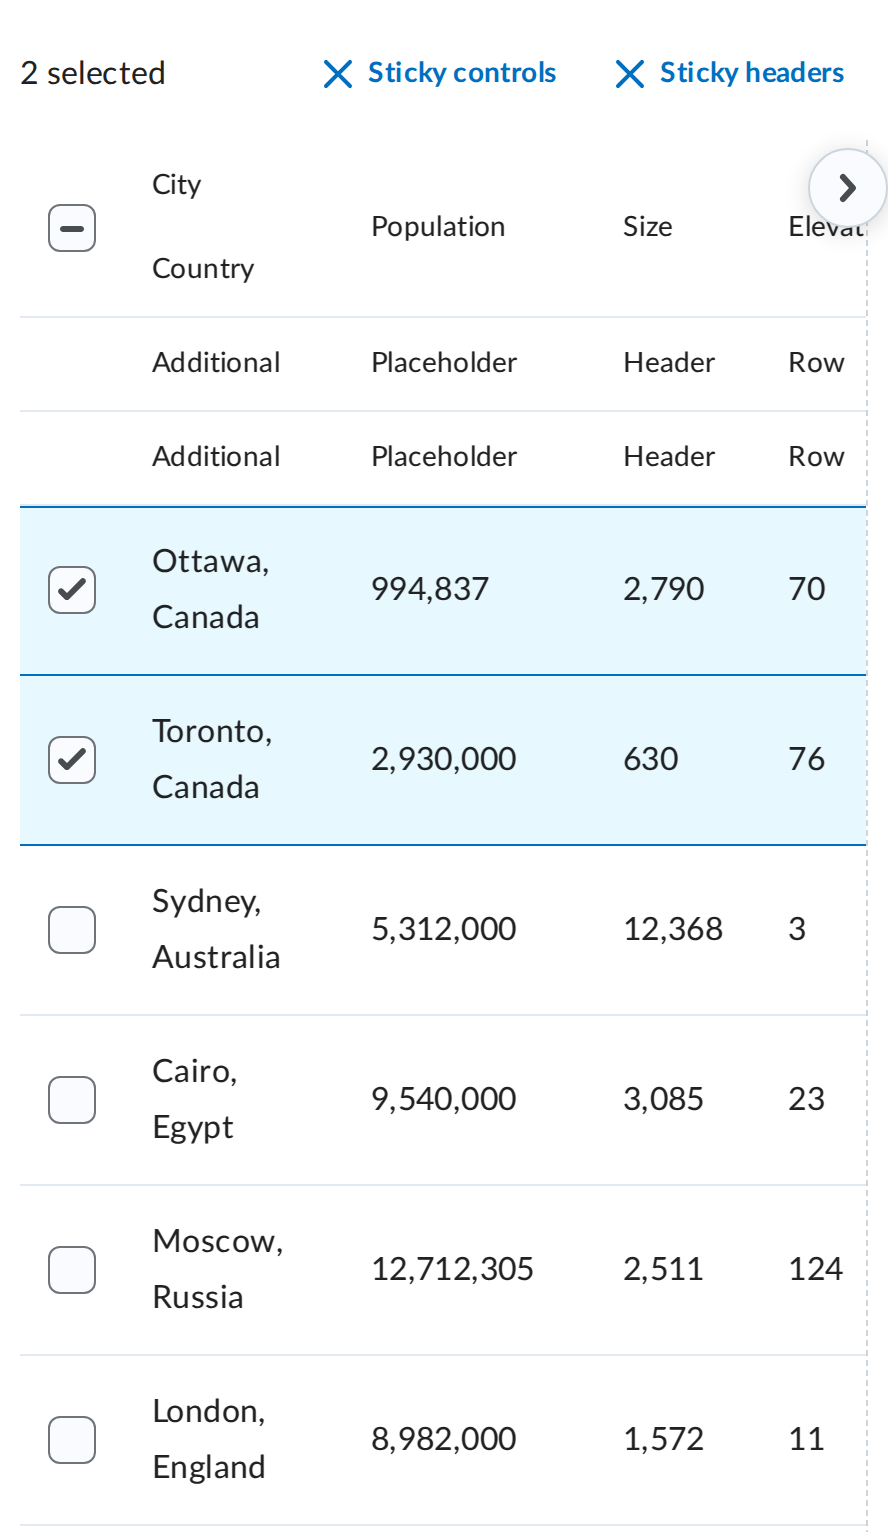 2 selected Sticky controls Sticky headers
City
Population Size Elevat
Country
Additional Placeholder Header Row
Additional Placeholder Header Row
Ottawa,
Canada 994,837 2,790 70
Toronto,
Canada 2,930,000 630 76
Sydney,
Australia 5,312,000 12,368 3
Cairo,
Egypt 9,540,000 3,085 23
Moscow,
Russia 12,712,305 2,511 124
London,
England 8,982,000 1,572 11